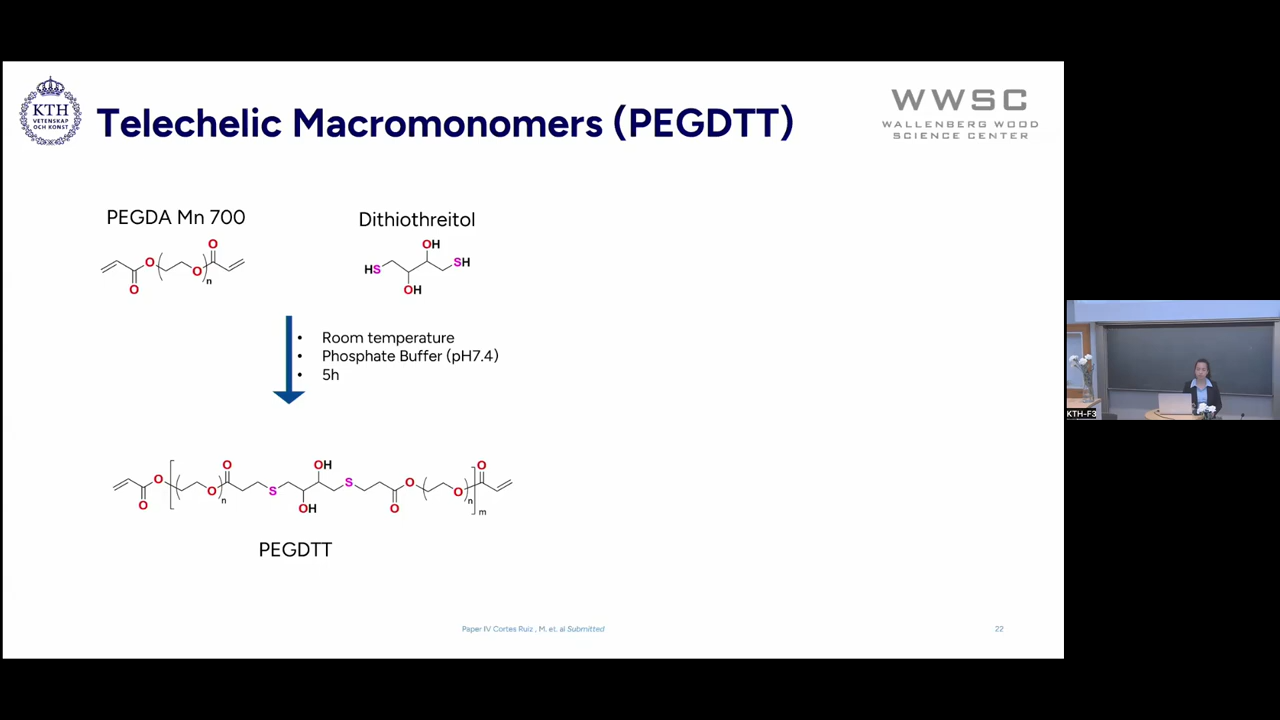 KTH
VETENSKAP
OCH KONST
Telechelic Macromonomers (PEGDTT)
WWSC
WALLENBERG WOOD
SCIENCE CENTER
PEGDA Mn 700
Dithiothreitol
O
O
O
O
n
HS
OH
OH
SH
• Room temperature
• Phosphate Buffer (pH7.4)
• 5h
O
O
O
n
O
S
OH
OH
S
O
O
O
n
m
O
PEGDTT
KTH-F3
Paper IV Cortes Ruiz , M. et. al Submitted
22